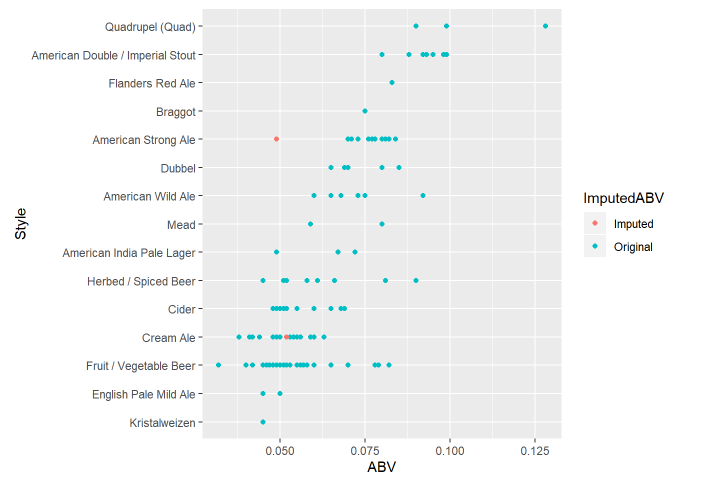 Style
Quadrupel (Quad)
American Double / Imperial Stout
Flanders Red Ale
Braggot
American Strong Ale
Dubbel
American Wild Ale
Mead
American India Pale Lager
Herbed / Spiced Beer
Cider
Cream Ale
Fruit / Vegetable Beer
English Pale Mild Ale
Kristalweizen
0.050 0.075 0.100 0.125
ABV
ImputedABV
Imputed
Original